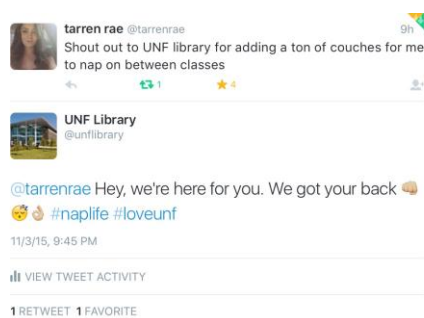 tarren rae @tarrenrae 9h
Shout out to UNF library for adding a ton of couches for me
to nap on between classes
1 4
UNF Library
@unflibrary
@tarrenrae Hey, we're here for you. We got your back 👊🏼
😴👌🏼 #naplife #loveunf
11/3/15, 9:45 PM
VIEW TWEET ACTIVITY
1 RETWEET 1 FAVORITE